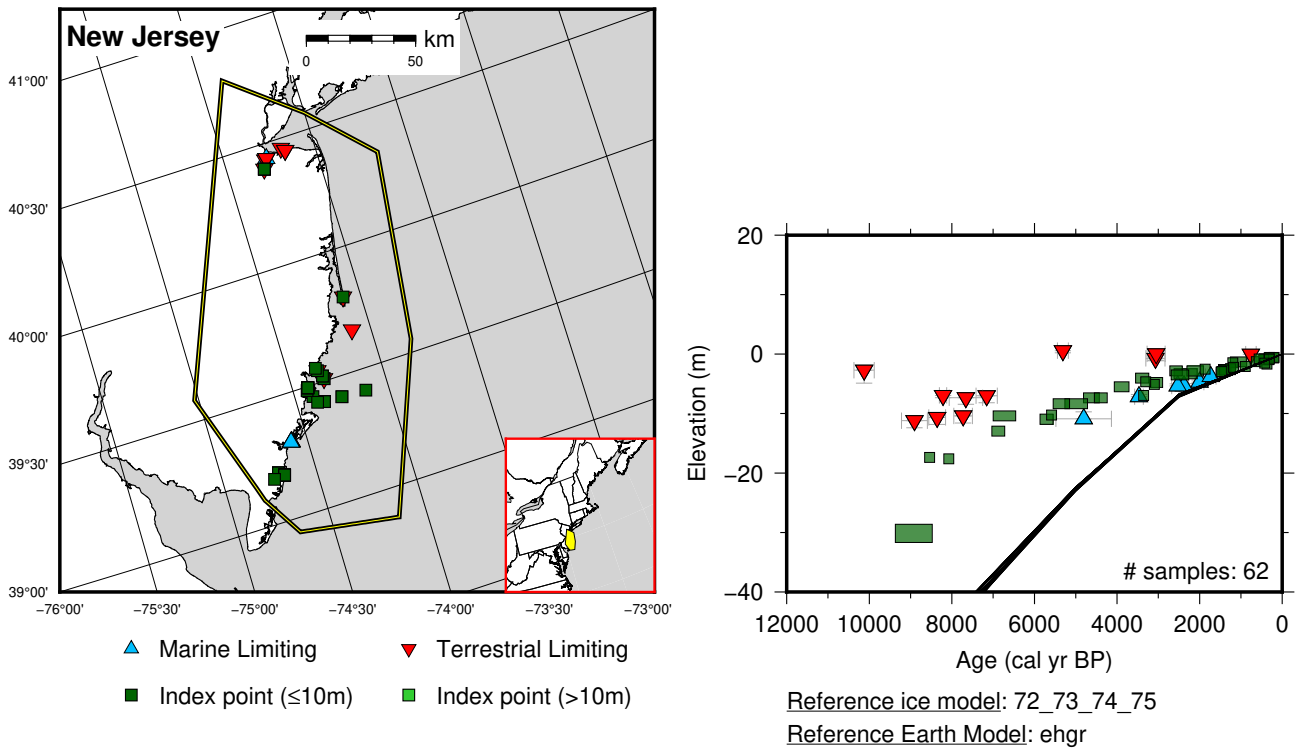 New Jersey
km
0 50
41°00'
40°30'
40°00'
39°30'
39°00'
−76°00' −75°30' −75°00' −74°30' −74°00' −73°30' −73°00'
Marine Limiting
Terrestrial Limiting
Index point (≤10m)
Index point (>10m)
20
0
−20
−40
Elevation (m)
# samples: 62
12000 10000 8000 6000 4000 2000 0
Age (cal yr BP)
Reference ice model: 72_73_74_75
Reference Earth Model: ehgr